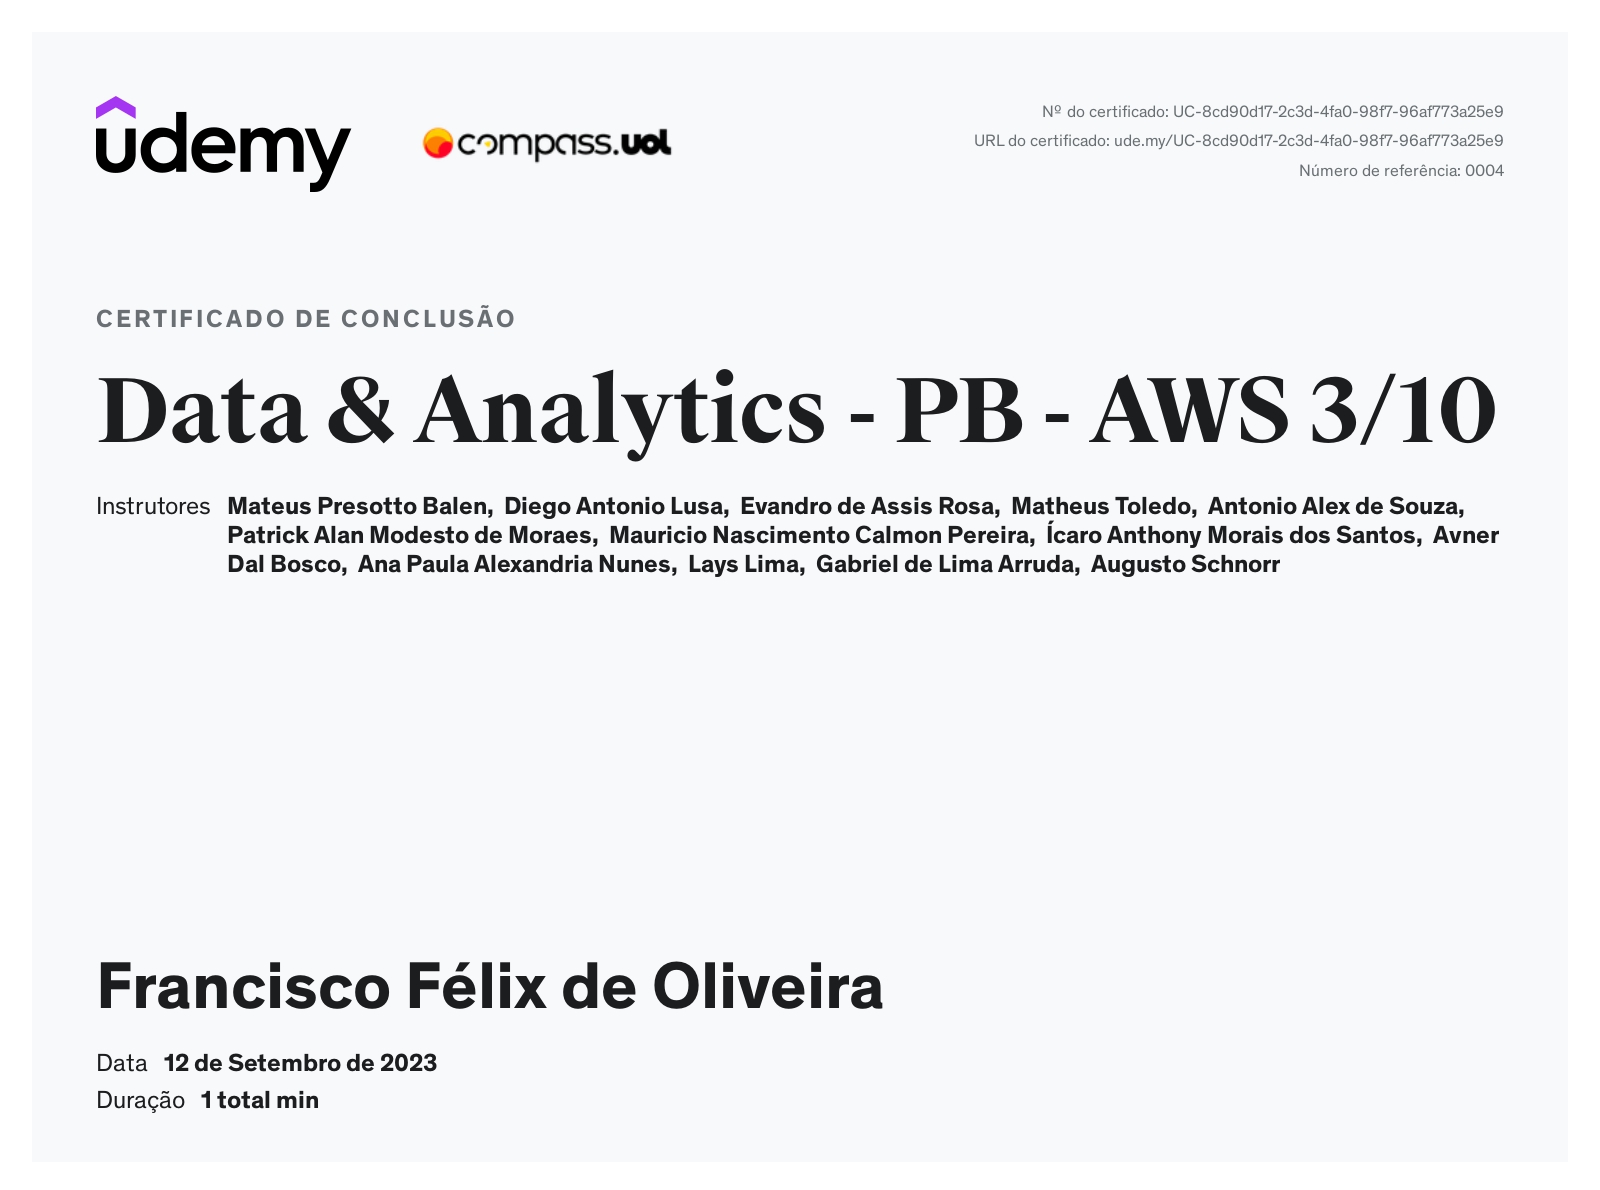 udemy
compass.uol
Nº do certificado: UC-8cd90d17-2c3d-4fa0-98f7-96af773a25e9
URL do certificado: ude.my/UC-8cd90d17-2c3d-4fa0-98f7-96af773a25e9
Número de referência: 0004
CERTIFICADO DE CONCLUSÃO
Data & Analytics - PB - AWS 3/10
Instrutores Mateus Presotto Balen, Diego Antonio Lusa, Evandro de Assis Rosa, Matheus Toledo, Antonio Alex de Souza,
Patrick Alan Modesto de Moraes, Mauricio Nascimento Calmon Pereira, Ícaro Anthony Morais dos Santos, Avner
Dal Bosco, Ana Paula Alexandria Nunes, Lays Lima, Gabriel de Lima Arruda, Augusto Schnorr
Francisco Félix de Oliveira
Data 12 de Setembro de 2023
Duração 1 total min